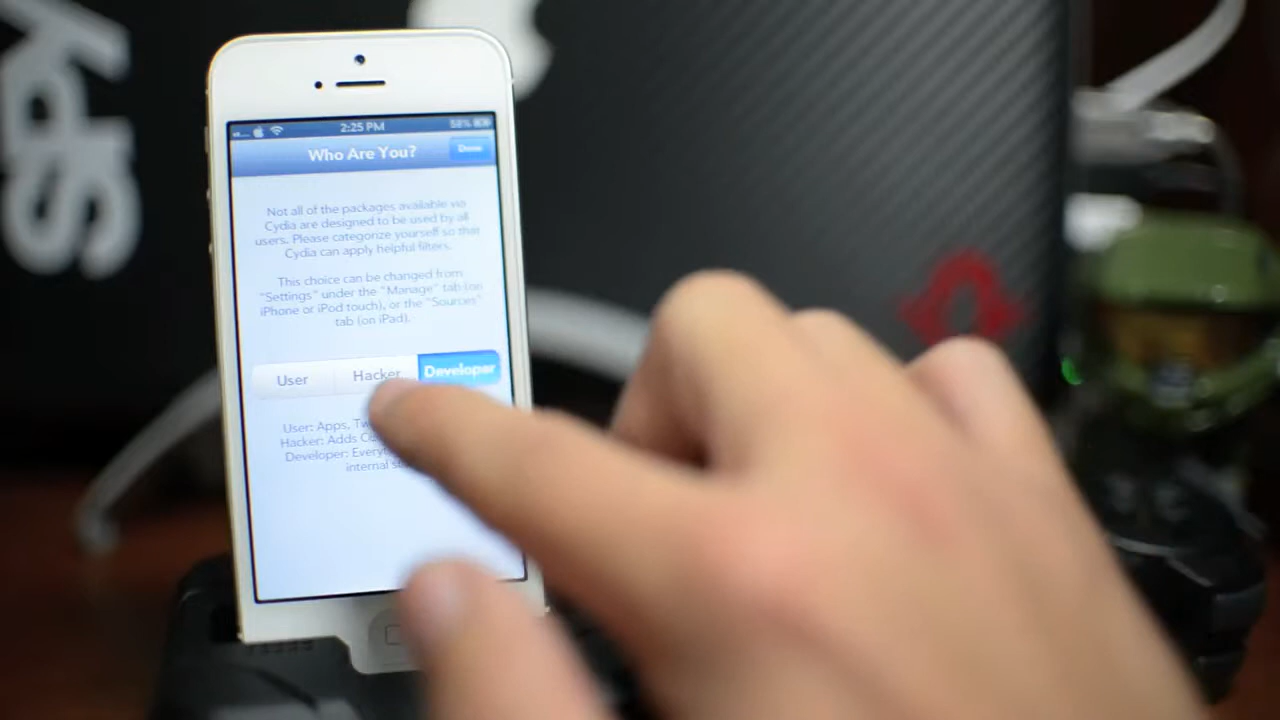 Spy
2:25 PM 58%
Who Are You? Done
Not all of the packages available via
Cydia are designed to be used by all
users. Please categorize yourself so that
Cydia can apply helpful filters.
This choice can be changed from
"Settings" under the "Manage" tab (on
iPhone or iPod touch), or the "Sources"
tab (on iPad).
User Hacker Developer
User: Apps,
Hacker: Adds
Developer:
internal